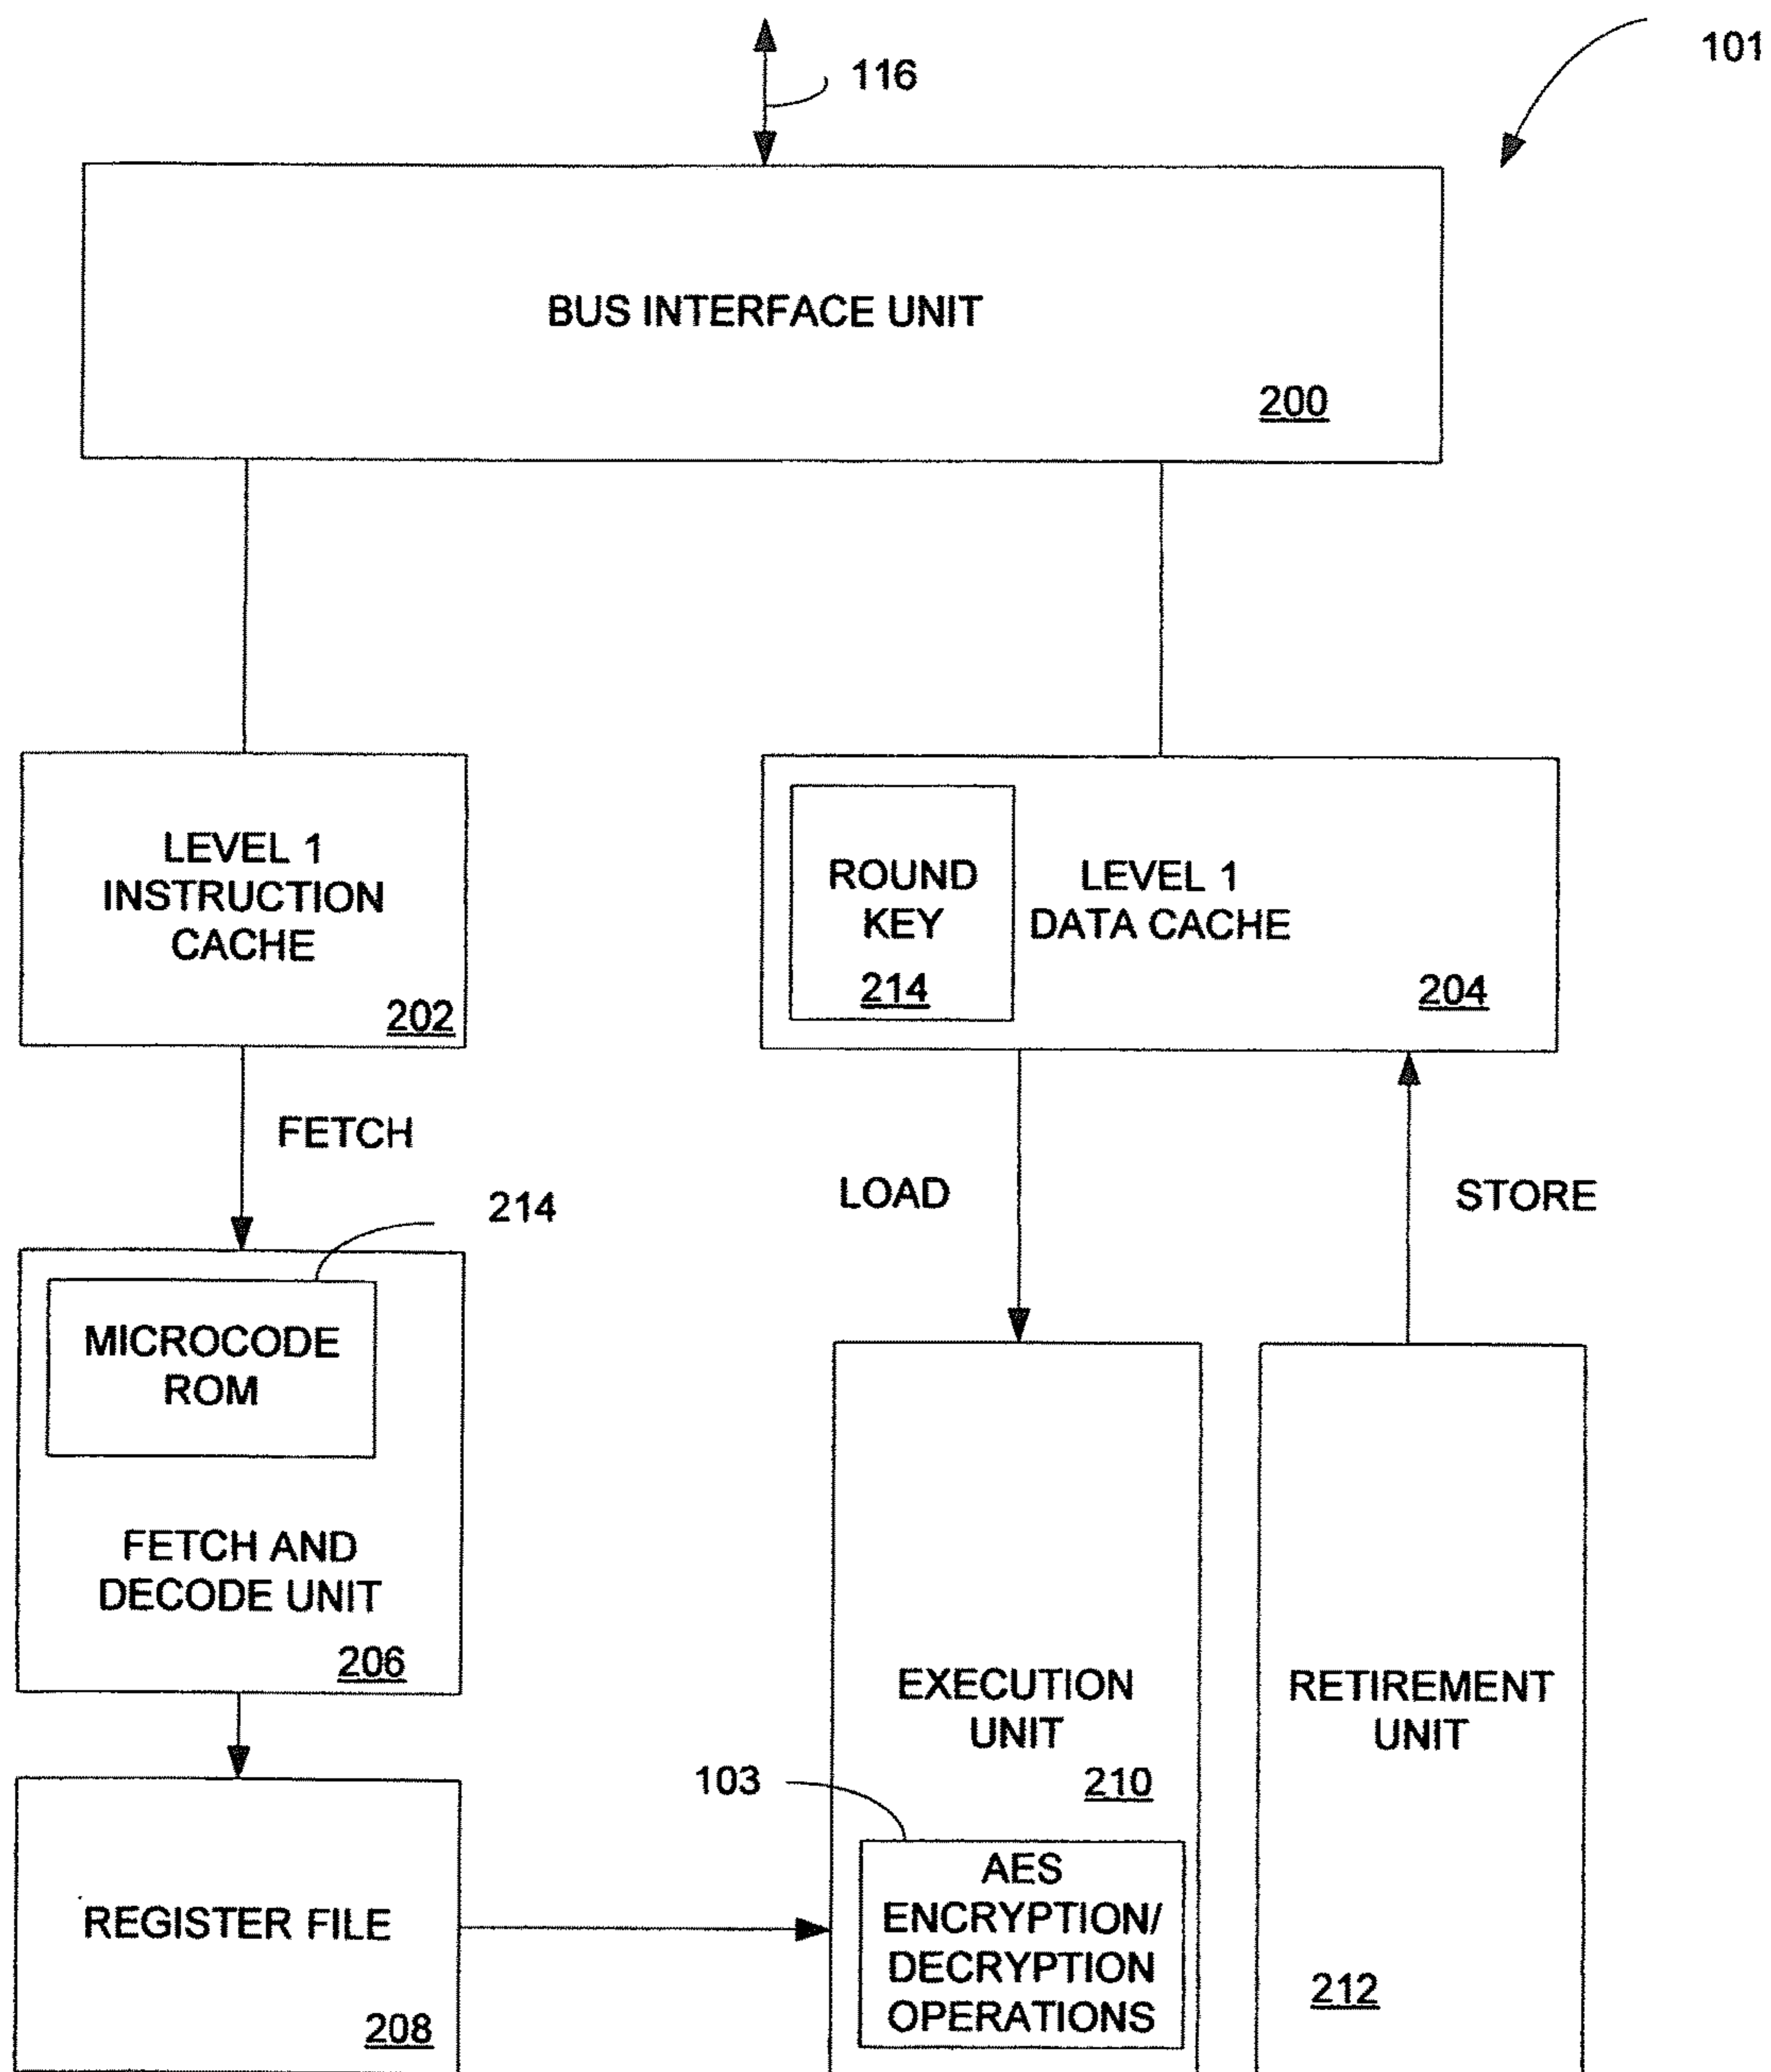 101
116
BUS INTERFACE UNIT
200
LEVEL 1
INSTRUCTION
CACHE
202
ROUND
KEY
214
LEVEL 1
DATA CACHE
204
FETCH
214
LOAD
STORE
MICROCODE
ROM
FETCH AND
DECODE UNIT
206
EXECUTION
UNIT
210
RETIREMENT
UNIT
212
103
AES
ENCRYPTION/
DECRYPTION
OPERATIONS
REGISTER FILE
208